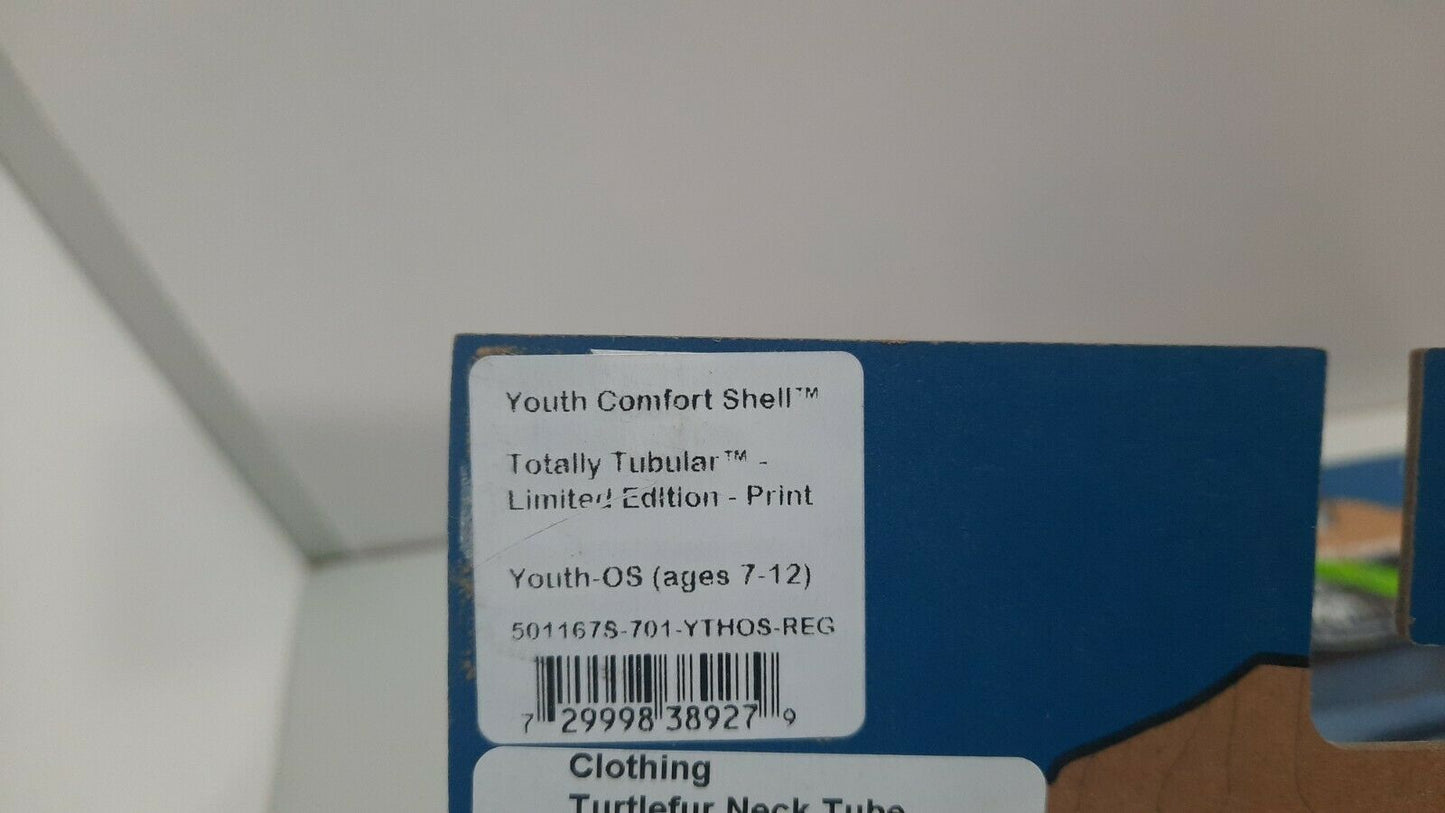 Youth Comfort Shell™
Totally Tubular™ -
Limited Edition - Print
Youth-OS (ages 7-12)
501167S-701-YTHOS-REG
7 29998 38927 9
Clothing
Turtlefur Neck Tube